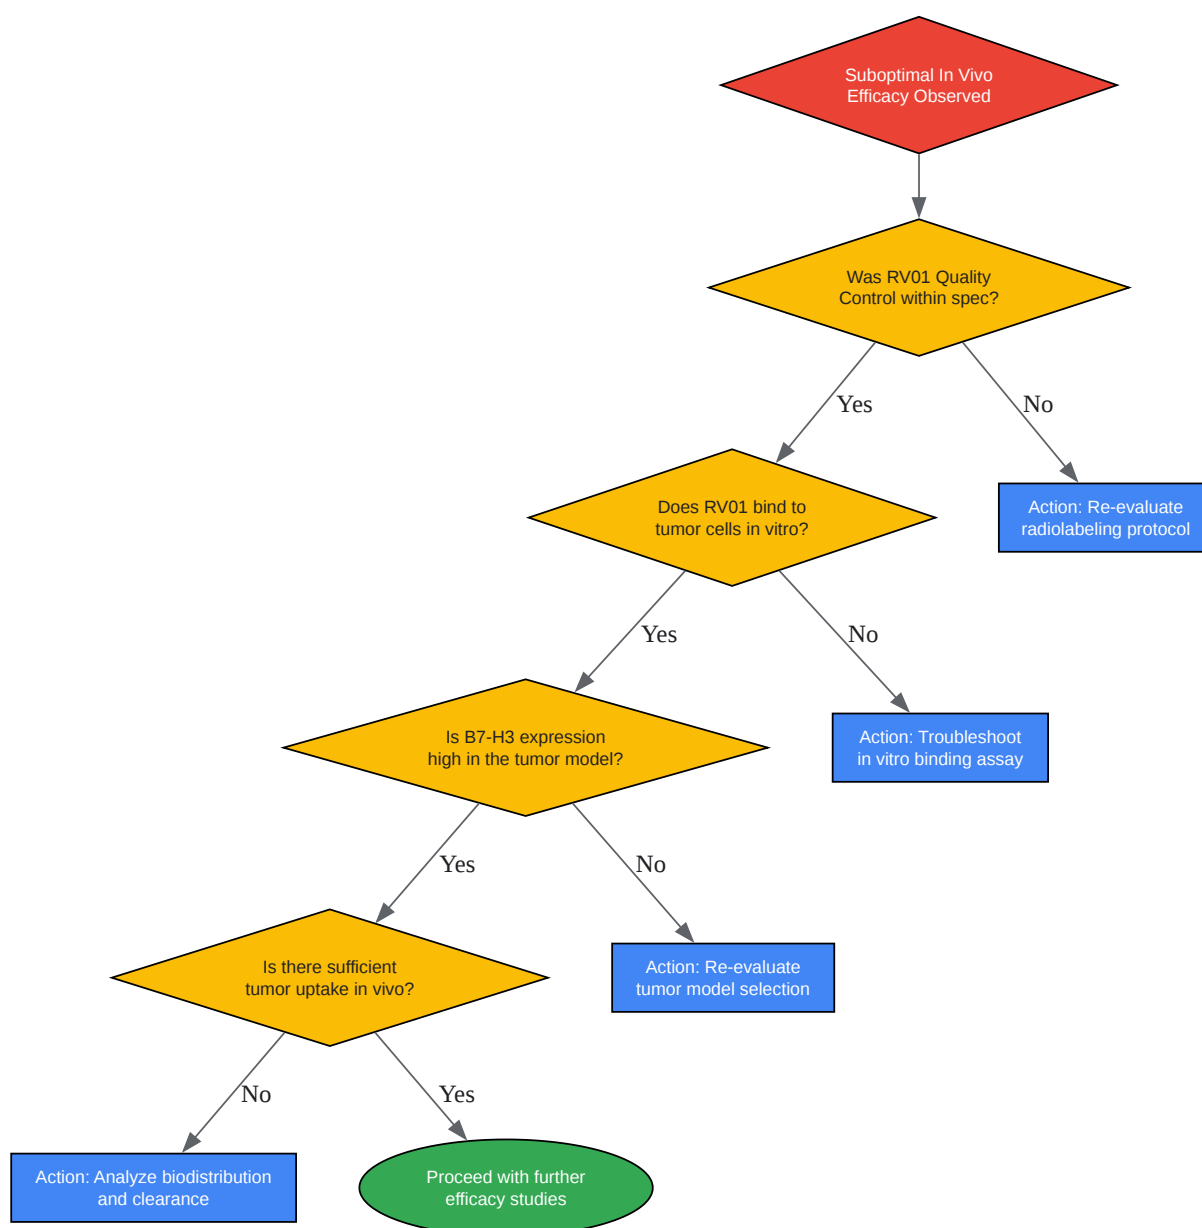 Suboptimal In Vivo
Efficacy Observed
Was RV01 Quality
Control within spec?
Yes
No
Does RV01 bind to
tumor cells in vitro?
Action: Re-evaluate
radiolabeling protocol
Yes
No
Is B7-H3 expression
high in the tumor model?
Action: Troubleshoot
in vitro binding assay
Yes
No
Is there sufficient
tumor uptake in vivo?
Action: Re-evaluate
tumor model selection
No
Yes
Action: Analyze biodistribution
and clearance
Proceed with further
efficacy studies